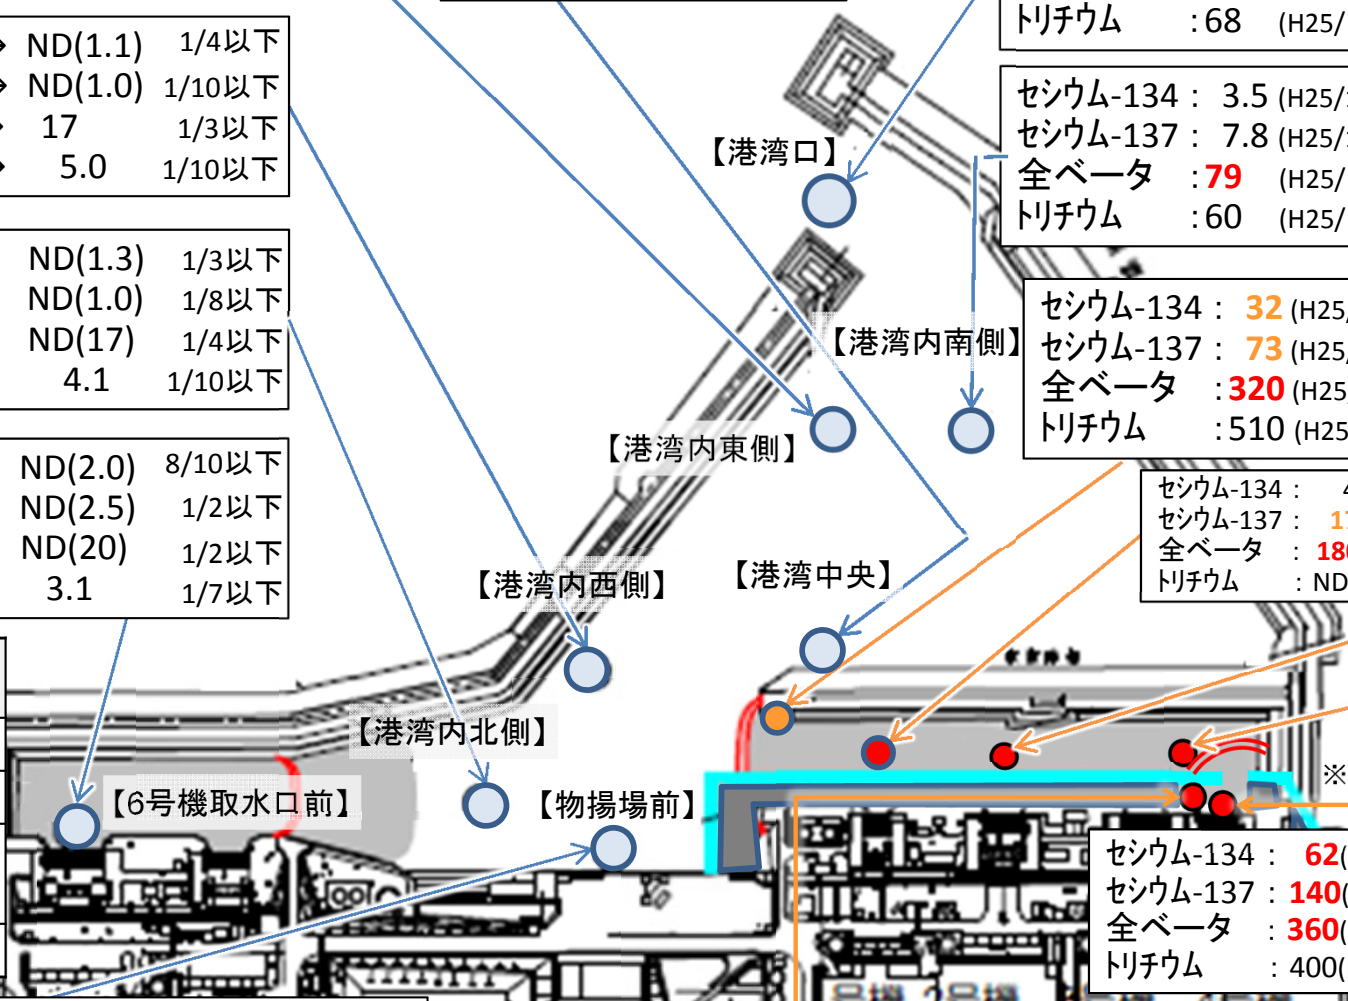 ND(1.1) 1/4以下
ND(1.0) 1/10以下
17 1/3以下
5.0 1/10以下
ND(1.3) 1/3以下
ND(1.0) 1/8以下
ND(17) 1/4以下
4.1 1/10以下
ND(2.0) 8/10以下
ND(2.5) 1/2以下
ND(20) 1/2以下
3.1 1/7以下
トリチウム :68 (H25/
セシウム-134 : 3.5 (H25/
セシウム-137 : 7.8 (H25/
全ベータ :79 (H25/
トリチウム :60 (H25/
セシウム-134 : 32 (H25/
セシウム-137 : 73 (H25/
全ベータ :320 (H25/
トリチウム :510 (H25
セシウム-134 :
セシウム-137 : 17
全ベータ : 180
トリチウム : ND
【港湾口】
【港湾内南側】
【港湾内東側】
【港湾内西側】
【港湾中央】
【港湾内北側】
【6号機取水口前】
【物揚場前】
※
セシウム-134 : 62(
セシウム-137 : 140(
全ベータ : 360(
トリチウム : 400(